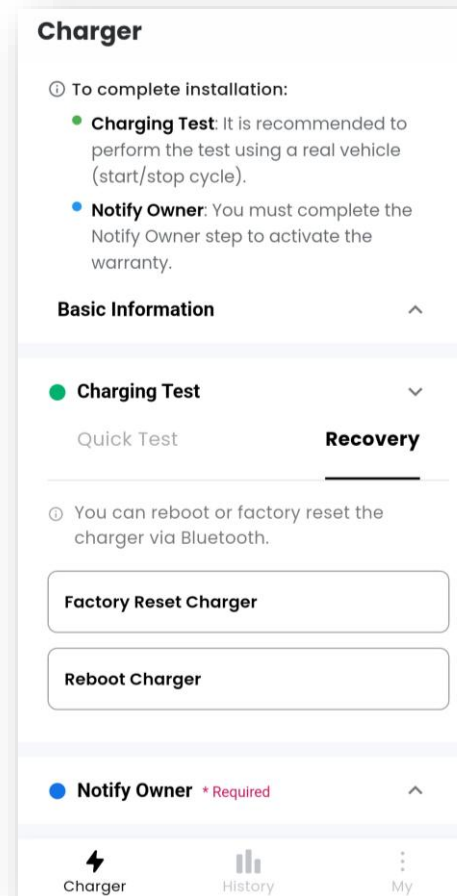 Charger
To complete installation:
Charging Test: It is recommended to
perform the test using a real vehicle
(start/stop cycle).
Notify Owner: You must complete the
Notify Owner step to activate the
warranty.
Basic Information
Charging Test
Quick Test Recovery
You can reboot or factory reset the
charger via Bluetooth.
Factory Reset Charger
Reboot Charger
Notify Owner * Required
Charger History My